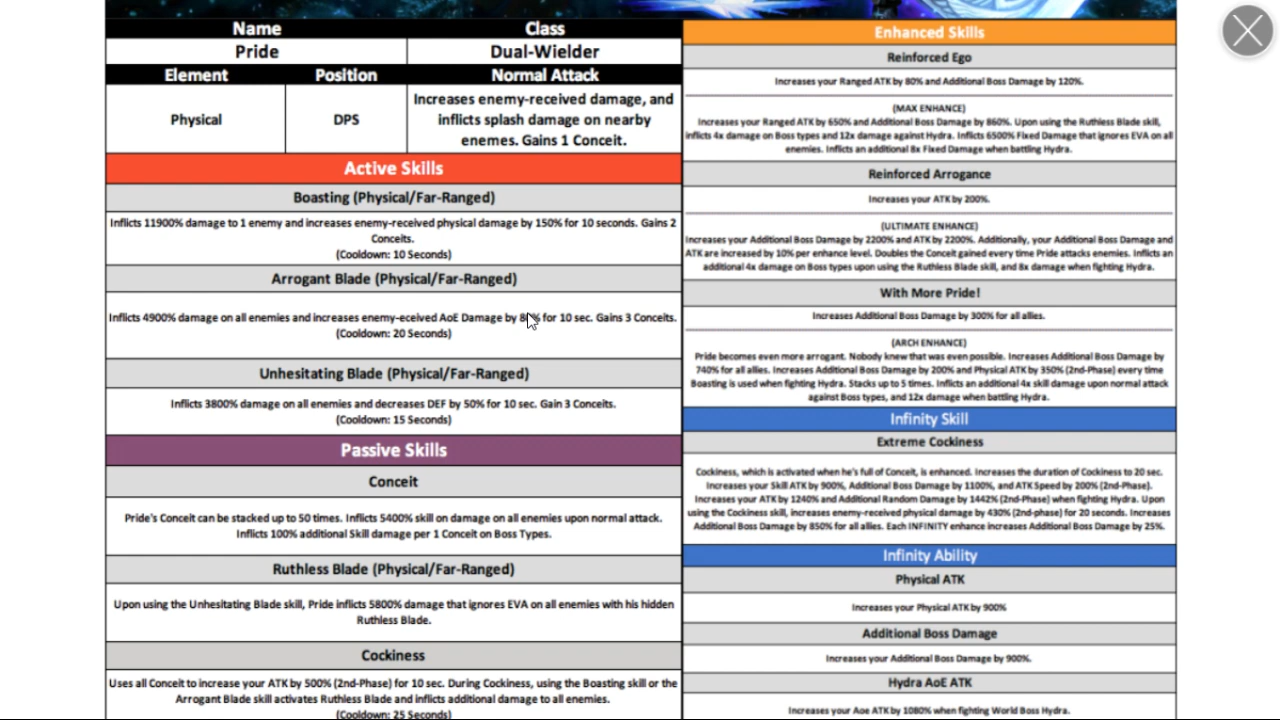 Name Class
Pride Dual-Wielder
Element Position Normal Attack
Physical DPS Increases enemy-received damage, and
inflicts splash damage on nearby
enemies. Gains 1 Conceit.
Active Skills
Boasting (Physical/Far-Ranged)
Inflicts 11900% damage to 1 enemy and increases enemy-received physical damage by 150% for 10 seconds. Gains 2
Conceits.
(Cooldown: 10 Seconds)
Arrogant Blade (Physical/Far-Ranged)
Inflicts 4900% damage on all enemies and increases enemy-eceived AoE Damage by for 10 sec. Gains 3 Conceits.
(Cooldown: 20 Seconds)
Unhesitating Blade (Physical/Far-Ranged)
Inflicts 3800% damage on all enemies and decreases DEF by 50% for 10 sec. Gain 3 Conceits.
(Cooldown: 15 Seconds)
Passive Skills
Conceit
Pride's Conceit can be stacked up to 50 times. Inflicts 5400% skill on damage on all enemies upon normal attack.
Inflicts 100% additional Skill damage per 1 Conceit on Boss Types.
Ruthless Blade (Physical/Far-Ranged)
Upon using the Unhesitating Blade skill, Pride inflicts 5800% damage that ignores EVA on all enemies with his hidden
Ruthless Blade.
Cockiness
Uses all Conceit to increase your ATK by 500% (2nd-Phase) for 10 sec. During Cockiness, using the Boasting skill or the
Arrogant Blade skill activates Ruthless Blade and inflicts additional damage to all enemies.
(Cooldown: 25 Seconds)
Enhanced Skills
Reinforced Ego
Increases your Ranged ATK by 80% and Additional Boss Damage by 120%.
(MAX ENHANCE)
Increases your Ranged ATK by 650% and Additional Boss Damage by 860%. Upon using the Ruthless Blade skill,
inflicts 4x damage on Boss types and 12x damage against Hydra. Inflicts 6500% Fixed Damage that ignores EVA on all
enemies. Inflicts an additional 8x Fixed Damage when battling Hydra.
Reinforced Arrogance
Increases your ATK by 200%.
(ULTIMATE ENHANCE)
Increases your Additional Boss Damage by 2200% and ATK by 2200%. Additionally, your Additional Boss Damage and
ATK are increased by 10% per enhance level. Doubles the Conceit gained every time Pride attacks enemies. Inflicts an
additional 4x damage on Boss types upon using the Ruthless Blade skill, and 8x damage when fighting Hydra.
With More Pride!
Increases Additional Boss Damage by 300% for all allies.
(ARCH ENHANCE)
Pride becomes even more arrogant. Nobody knew that was even possible. Increases Additional Boss Damage by
740% for all allies. Increases Additional Boss Damage by 200% and Physical ATK by 350% (2nd-Phase) every time
Boasting is used when fighting Hydra. Stacks up to 5 times. Inflicts an additional 4x skill damage upon normal attack
against Boss types, and 12x damage when battling Hydra.
Infinity Skill
Extreme Cockiness
Cockiness, which is activated when he's full of Conceit, is enhanced. Increases the duration of Cockiness to 20 sec.
Increases your Skill ATK by 900%, Additional Boss Damage by 1100%, and ATK Speed by 200% (2nd-Phase).
Increases your ATK by 1240% and Additional Random Damage by 1442% (2nd-Phase) when fighting Hydra. Upon
using the Cockiness skill, increases enemy-received physical damage by 430% (2nd-phase) for 20 seconds. Increases
Additional Boss Damage by 850% for all allies. Each INFINITY enhance increases Additional Boss Damage by 25%.
Infinity Ability
Physical ATK
Increases your Physical ATK by 900%
Additional Boss Damage
Increases your Additional Boss Damage by 900%.
Hydra AoE ATK
Increases your Aoe ATK by 1080% when fighting World Boss Hydra.